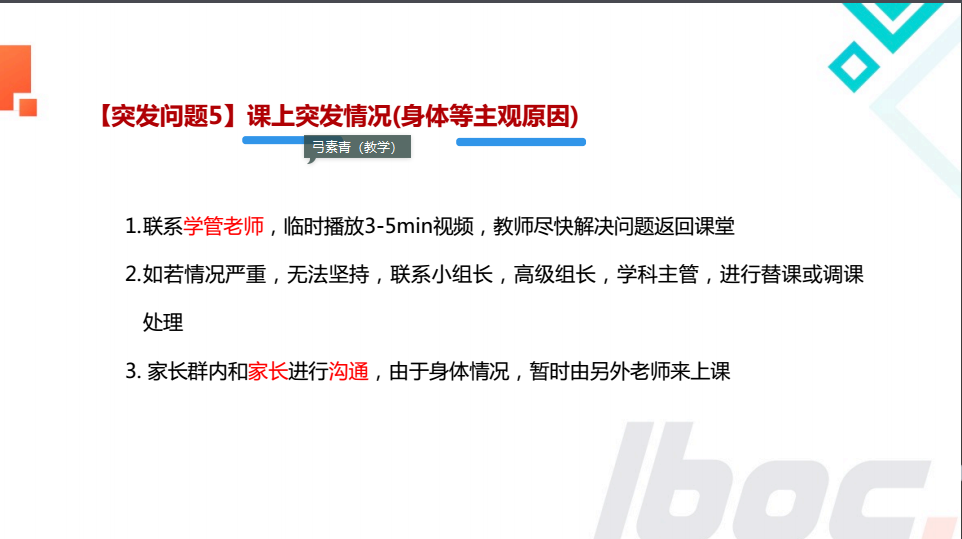 【突发问题5】课上突发情况(身体等主观原因)
弓素青（教学）
1.联系学管老师，临时播放3-5min视频，教师尽快解决问题返回课堂
2.如若情况严重，无法坚持，联系小组长，高级组长，学科主管，进行替课或调课
处理
3. 家长群内和家长进行沟通，由于身体情况，暂时由另外老师来上课
lboc.